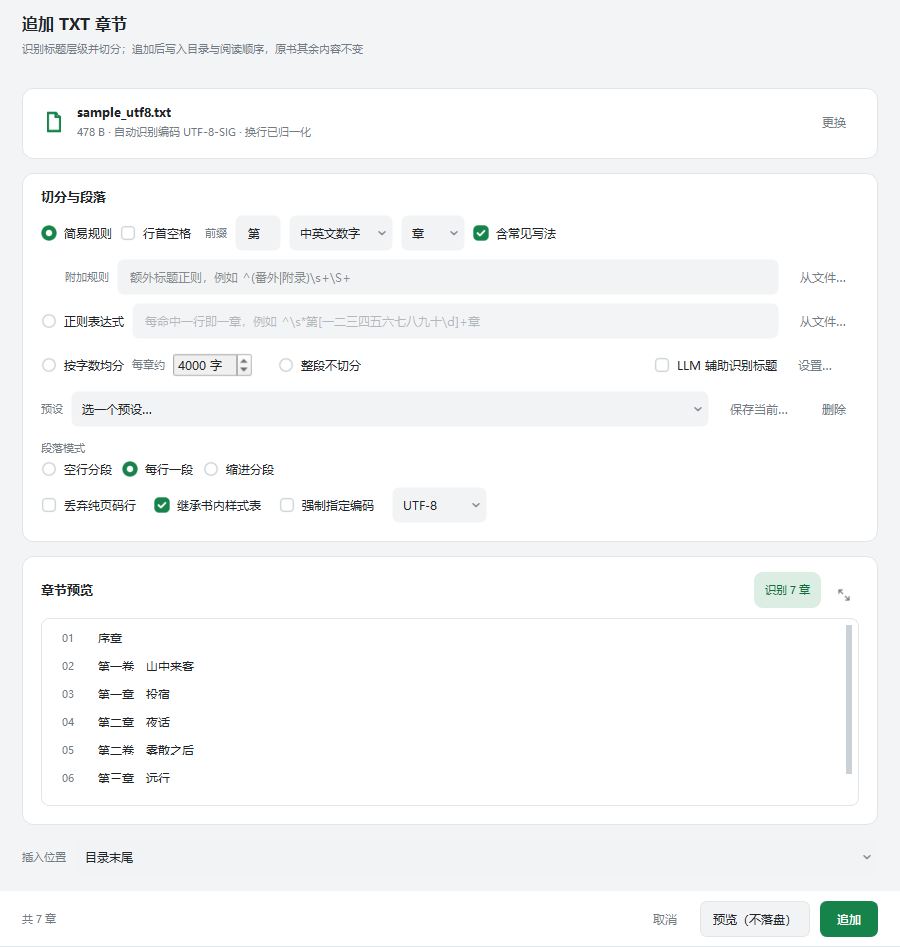 追加 TXT 章节
识别标题层级并切分；追加后写入目录与阅读顺序，原书其余内容不变
sample_utf8.txt
478 B · 自动识别编码 UTF-8-SIG · 换行已归一化
更换
切分与段落
简易规则 行首空格 前缀 第 中英文数字 章 含常见写法
附加规则 额外标题正则，例如 ^(番外|附录)\s+\S+ 从文件...
正则表达式 每命中一行即一章，例如 ^\s*第[一二三四五六七八九十\d]+章 从文件...
按字数均分 每章约 4000 字 整段不切分 LLM 辅助识别标题 设置...
预设 选一个预设... 保存当前... 删除
段落模式
空行分段 每行一段 缩进分段
丢弃纯页码行 继承书内样式表 强制指定编码 UTF-8
章节预览 识别 7 章
01 序章
02 第一卷 山中来客
03 第一章 投宿
04 第二章 夜话
05 第二卷 雾散之后
06 第三章 远行
插入位置 目录末尾
共 7 章 取消 预览（不落盘） 追加